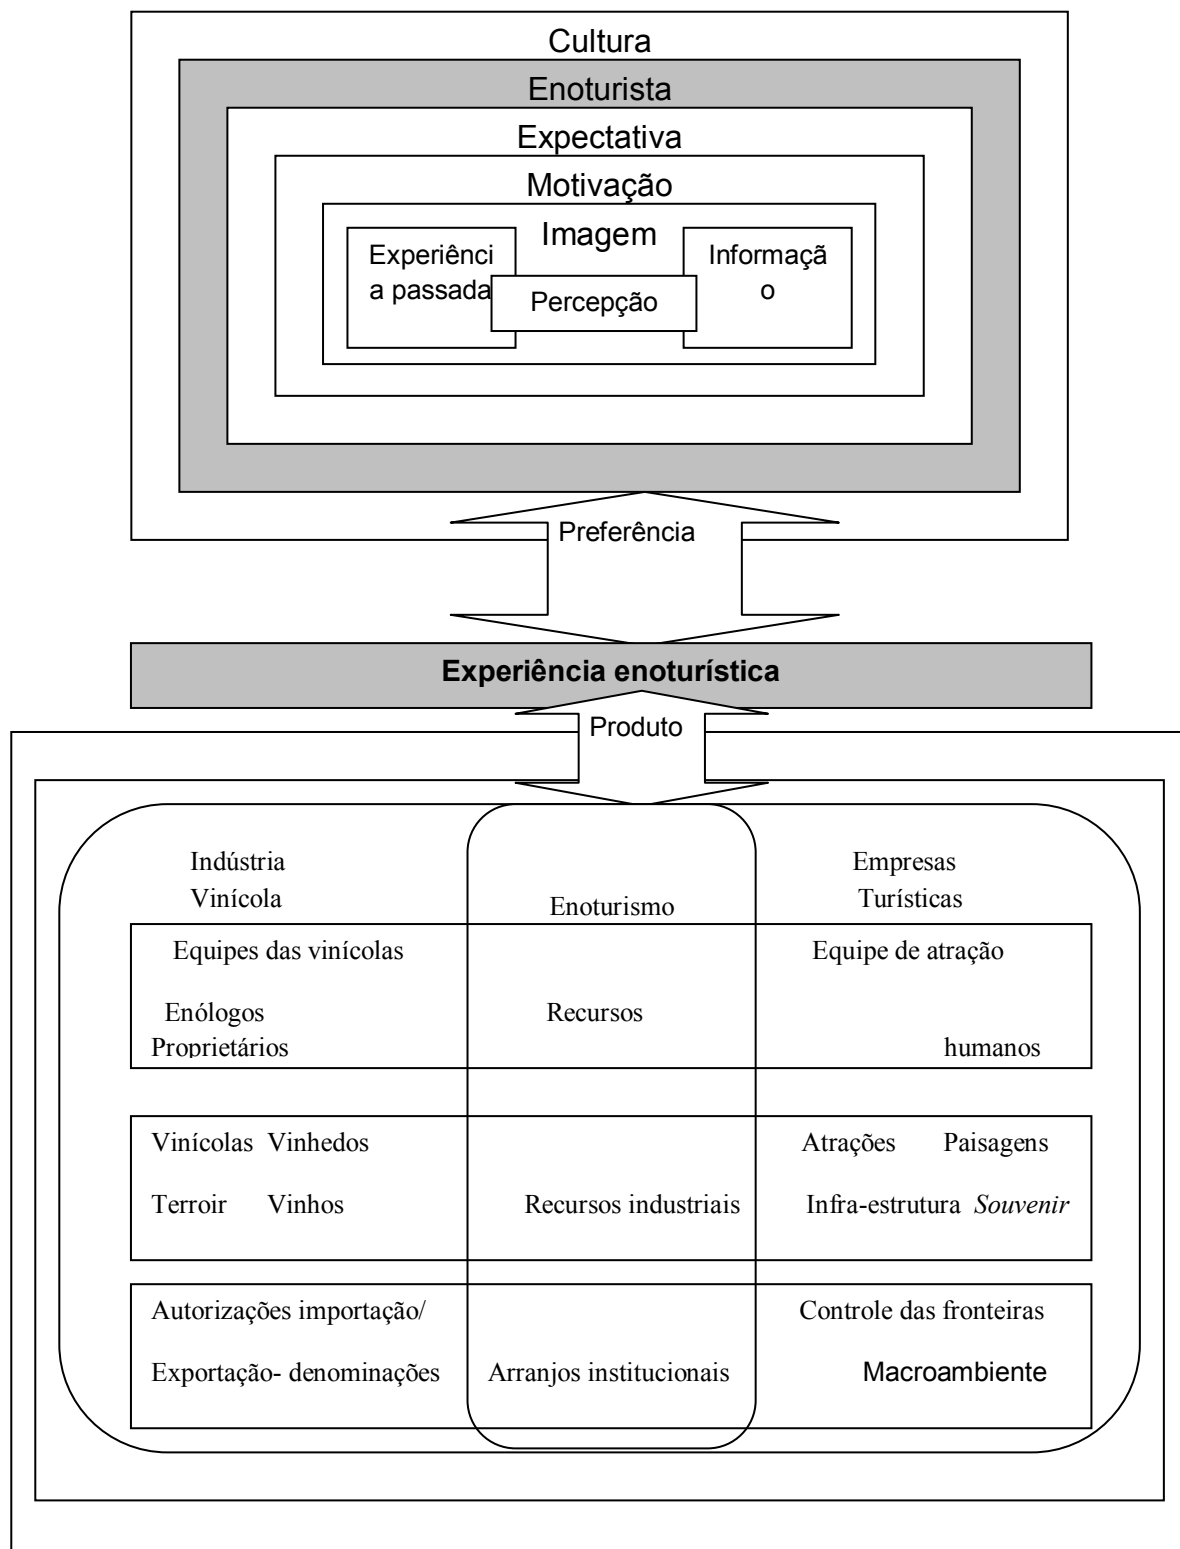 Cultura
Enoturista
Expectativa
Motivação
Imagem
Experiênci
a passada
Percepção
Informaçã
o
Preferência
Experiência enoturística
Produto
Indústria
Vinícola
Enoturismo
Empresas
Turísticas
Equipes das vinícolas Equipe de atração
Enólogos Recursos
Proprietários humanos
Vinícolas Vinhedos Atrações Paisagens
Terroir Vinhos Recursos industriais Infra-estrutura Souvenir
Autorizações importação/ Controle das fronteiras
Exportação- denominações Arranjos institucionais Macroambiente